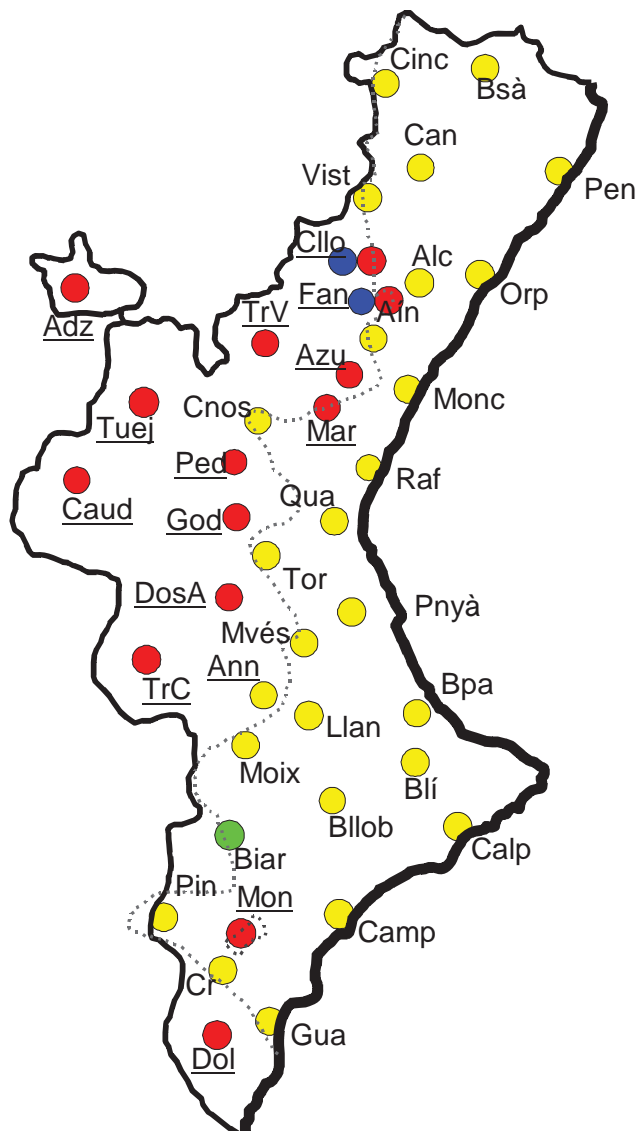 Cinc
Bsà
Can
Vist
Pen
Cllo
Alc
Fan
Orp
Aín
TrV
Adz
Azu
Monc
Cnos
Tuej
Mar
Ped
Raf
Caud
Qua
God
Tor
DosA
Pnyà
Mvés
Ann
TrC
Bpa
Llan
Moix
Blí
Bllob
Calp
Biar
Pin
Mon
Camp
Cr
Gua
Dol